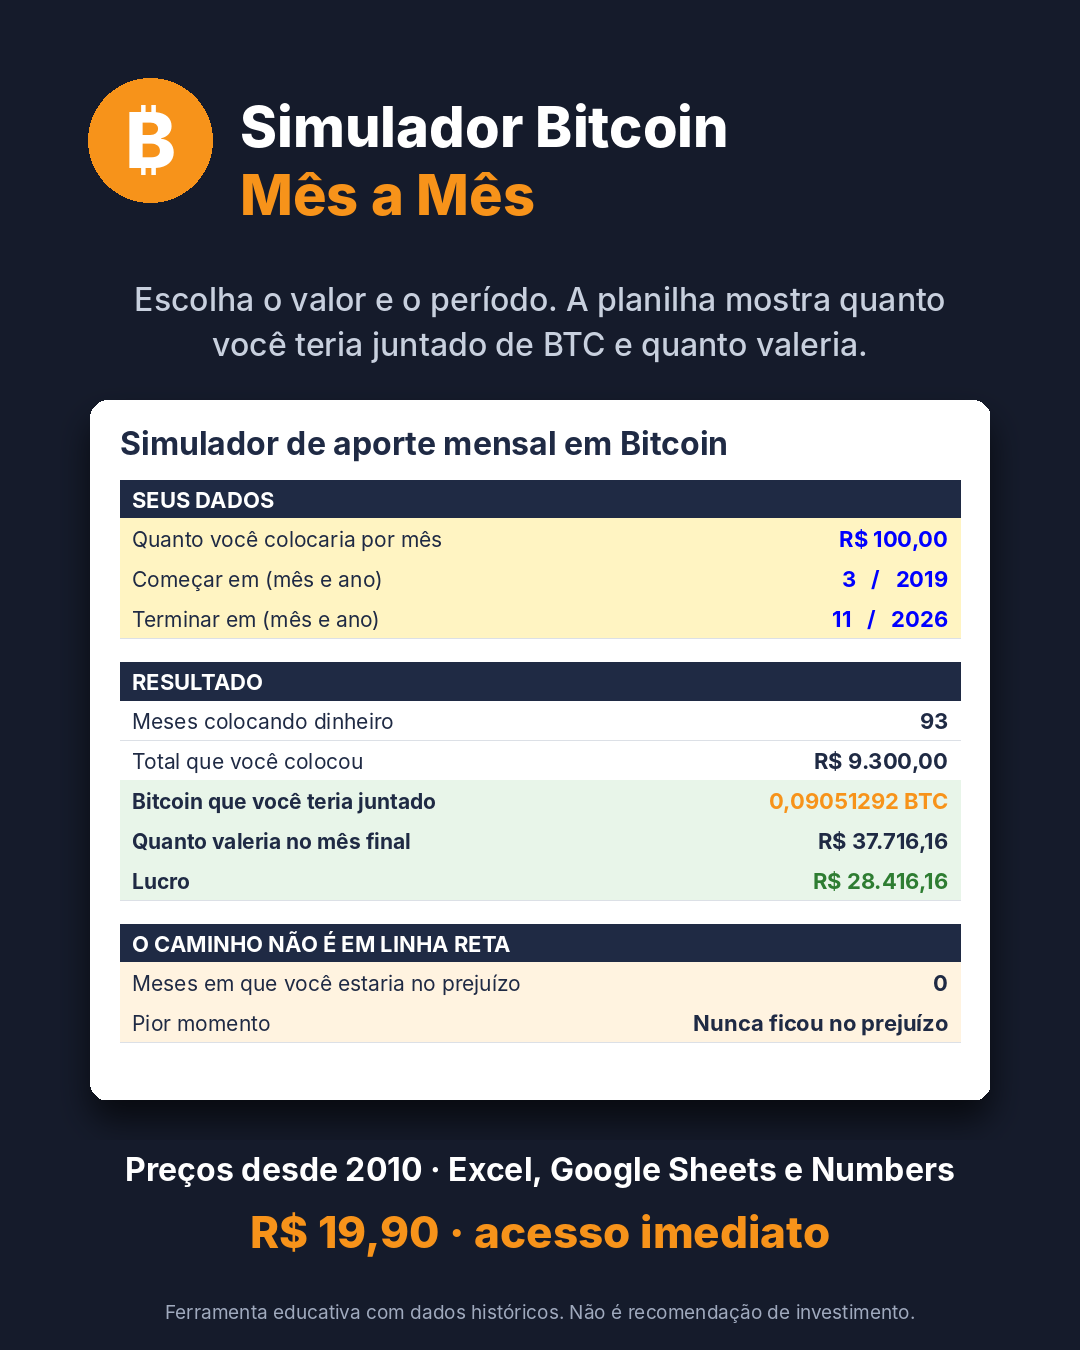 ₿
Simulador Bitcoin
Mês a Mês
Escolha o valor e o período. A planilha mostra quanto
você teria juntado de BTC e quanto valeria.
Simulador de aporte mensal em Bitcoin
SEUS DADOS
Quanto você colocaria por mês R$ 100,00
Começar em (mês e ano) 3 / 2019
Terminar em (mês e ano) 11 / 2026
RESULTADO
Meses colocando dinheiro 93
Total que você colocou R$ 9.300,00
Bitcoin que você teria juntado 0,09051292 BTC
Quanto valeria no mês final R$ 37.716,16
Lucro R$ 28.416,16
O CAMINHO NÃO É EM LINHA RETA
Meses em que você estaria no prejuízo 0
Pior momento Nunca ficou no prejuízo
Preços desde 2010 · Excel, Google Sheets e Numbers
R$ 19,90 · acesso imediato
Ferramenta educativa com dados históricos. Não é recomendação de investimento.